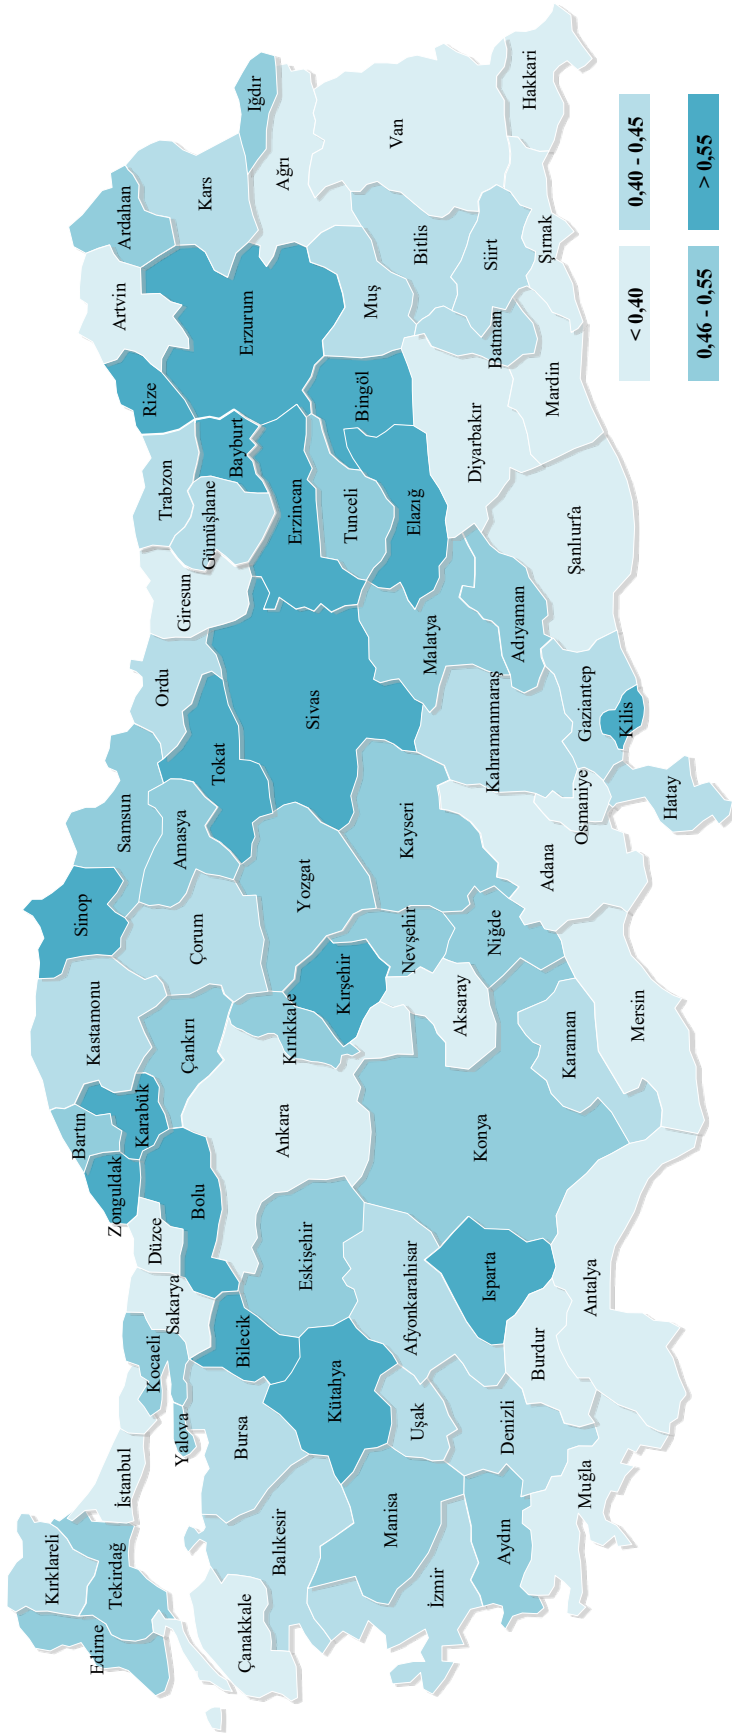 Kırklareli
Bartın
Sinop
Edirne
Kastamonu
Tekirdağ
Zonguldak
İstanbul
Samsun
Artvin
Ardahan
Karabük
Rize
Kocaeli
Düzce
Ordu
Trabzon
Sakarya
Amasya
Yalova
Giresun
Çankırı
Bolu
Çorum
Kars
Gümüşhane
Tokat
Bayburt
Bursa
Bilecik
Çanakkale
Erzurum
Iğdır
Balıkesir
Ankara
Ağrı
Kırıkkale
Erzincan
Eskişehir
Yozgat
Sivas
Kütahya
Kırşehir
Tunceli
Bingöl
Muş
Manisa
Van
Afyonkarahisar
Nevşehir
Kayseri
Uşak
Elazığ
Bitlis
Malatya
İzmir
Aksaray
Diyarbakır
Konya
Isparta
Siirt
Niğde
Kahramanmaraş
Batman
Aydın
Denizli
Adıyaman
Hakkari
Burdur
Adana
Şırnak
Mardin
Karaman
Şanlıurfa
Osmaniye
Muğla
Gaziantep
Antalya
Kilis
Mersin
Hatay
< 0,40 0,40 - 0,45
0,46 - 0,55 > 0,55